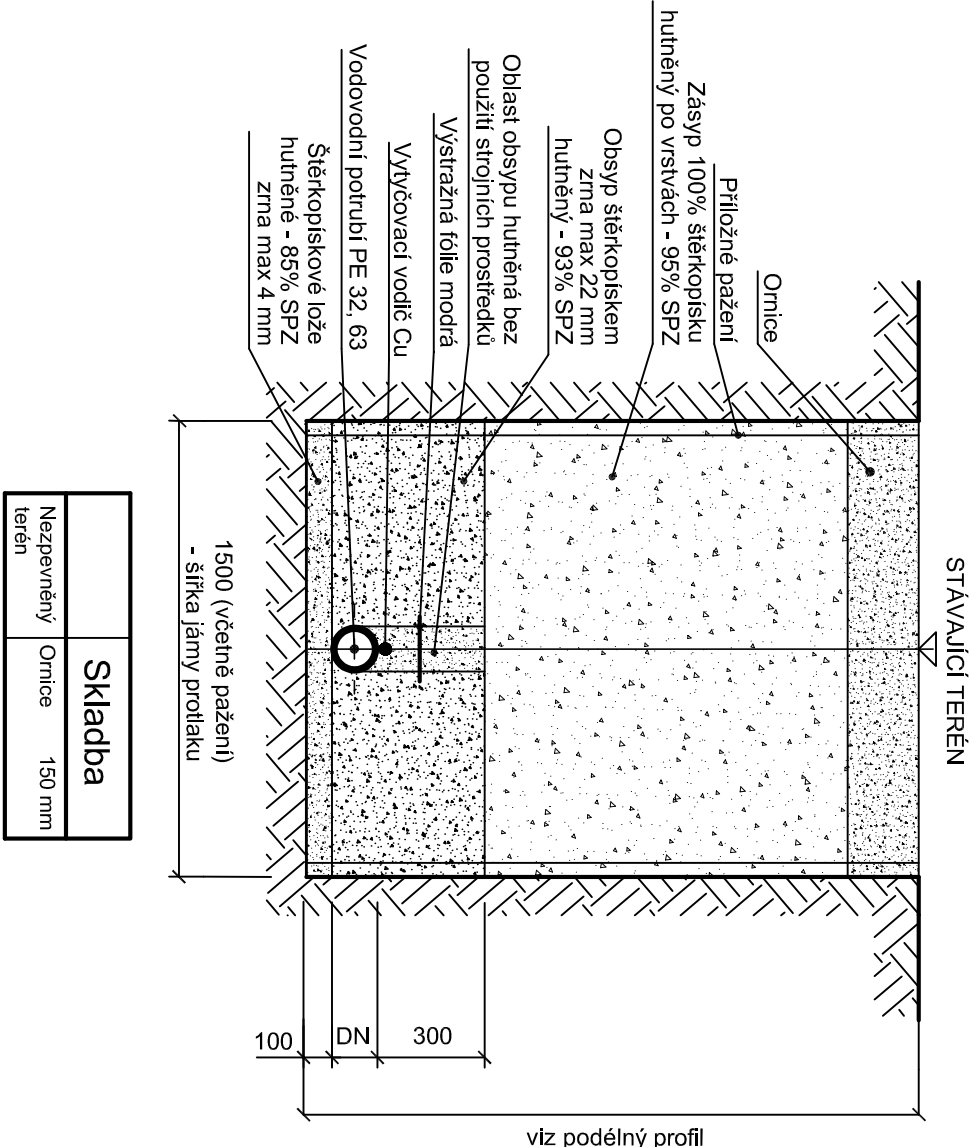 STÁVAJÍCÍ TERÉN
Ornice
Příložné pažení
Zásyp 100% štěrkopísku
hutněný po vrstvách - 95% SPZ
Obsyp štěrkopískem
zrna max 22 mm
hutněný - 93% SPZ
Oblast obsypu hutněná bez
použití strojních prostředků
Výstražná fólie modrá
Vytyčovací vodič Cu
Vodovodní potrubí PE 32, 63
Štěrkopískové lože
hutněné - 85% SPZ
zrna max 4 mm
100
DN
300
viz podélný profil
1500 (včetně pažení)
- šířka jámy protlaku
Skladba
Nezpevněný
terén
Ornice 150 mm